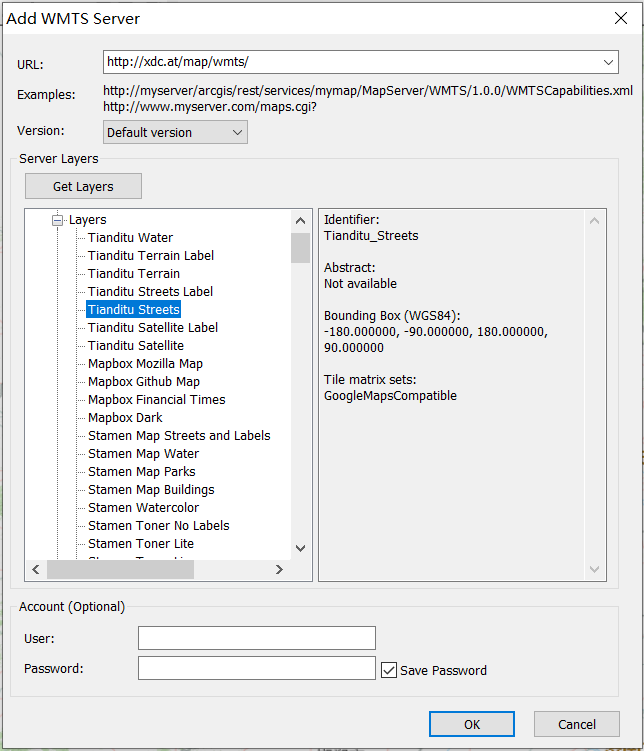 Add WMTS Server
URL:
http://xdc.at/map/wmts/
Examples:
http://myserver/arcgis/rest/services/mymap/MapServer/WMTS/1.0.0/WMTSCapabilities.xml
http://www.myserver.com/maps.cgi?
Version:
Default version
Server Layers
Get Layers
Layers
Tianditu Water
Tianditu Terrain Label
Tianditu Terrain
Tianditu Streets Label
Tianditu Streets
Tianditu Satellite Label
Tianditu Satellite
Mapbox Mozilla Map
Mapbox Github Map
Mapbox Financial Times
Mapbox Dark
Stamen Map Streets and Labels
Stamen Map Water
Stamen Map Parks
Stamen Map Buildings
Stamen Watercolor
Stamen Toner No Labels
Stamen Toner Lite
Identifier:
Tianditu_Streets
Abstract:
Not available
Bounding Box (WGS84):
-180.000000, -90.000000, 180.000000,
90.000000
Tile matrix sets:
GoogleMapsCompatible
Account (Optional)
User:
Password:
Save Password
OK
Cancel